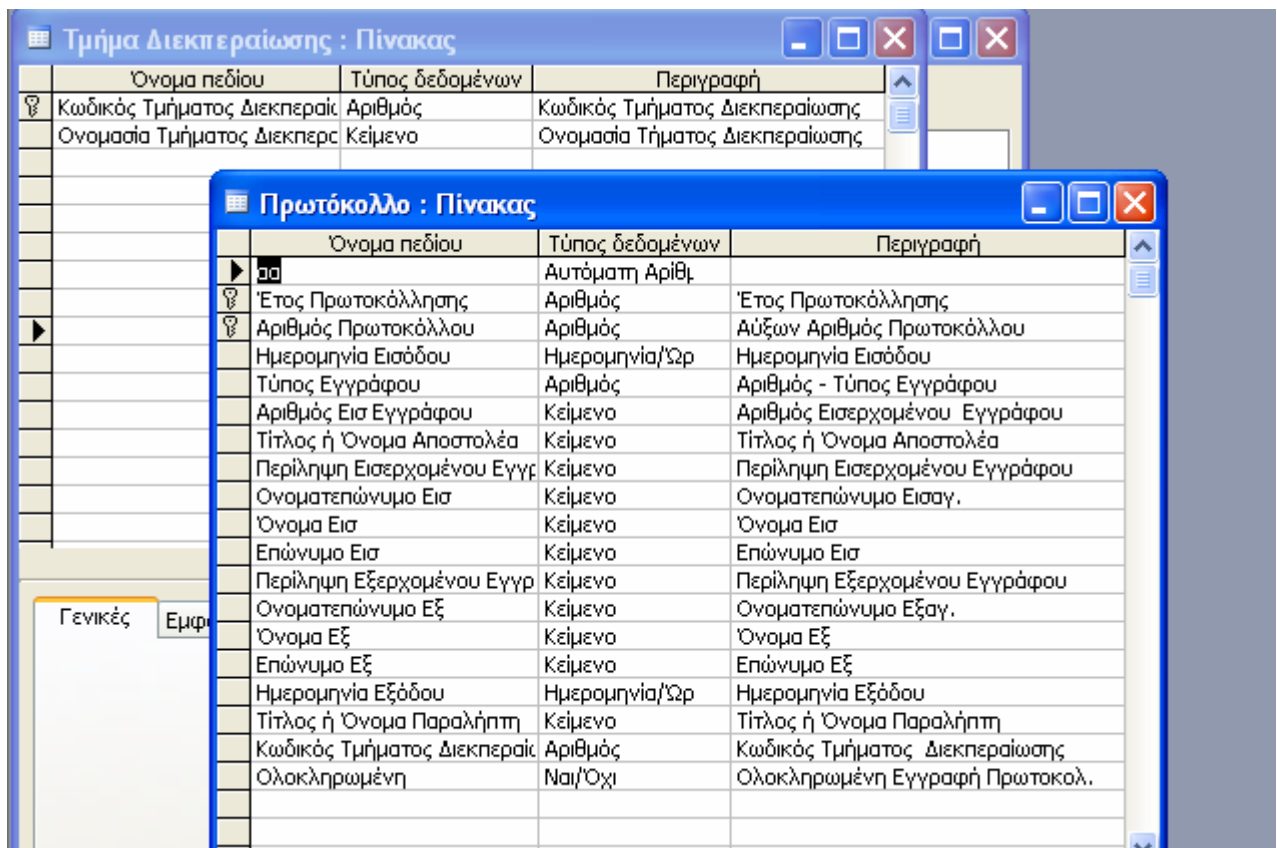 Τμήμα Διεκπεραίωσης : Πίνακας
Όνομα πεδίου Τύπος δεδομένων Περιγραφή
Κωδικός Τμήματος Διεκπεραίι Αριθμός Κωδικός Τμήματος Διεκπεραίωσης
Ονομασία Τμήματος Διεκπερα Κείμενο Ονομασία Τήματος Διεκπεραίωσης
Πρωτόκολλο : Πίνακας
Όνομα πεδίου Τύπος δεδομένων Περιγραφή
αα Αυτόματη Αρίθμ
Έτος Πρωτοκόλλησης Αριθμός Έτος Πρωτοκόλλησης
Αριθμός Πρωτοκόλλου Αριθμός Αύξων Αριθμός Πρωτοκόλλου
Ημερομηνία Εισόδου Ημερομηνία/Ώρ Ημερομηνία Εισόδου
Τύπος Εγγράφου Αριθμός Αριθμός - Τύπος Εγγράφου
Αριθμός Εισ Εγγράφου Κείμενο Αριθμός Εισερχομένου Εγγράφου
Τίτλος ή Όνομα Αποστολέα Κείμενο Τίτλος ή Όνομα Αποστολέα
Περίληψη Εισερχομένου Εγγρ Κείμενο Περίληψη Εισερχομένου Εγγράφου
Ονοματεπώνυμο Εισ Κείμενο Ονοματεπώνυμο Εισαγ.
Όνομα Εισ Κείμενο Όνομα Εισ
Επώνυμο Εισ Κείμενο Επώνυμο Εισ
Περίληψη Εξερχομένου Εγγρ Κείμενο Περίληψη Εξερχομένου Εγγράφου
Ονοματεπώνυμο Εξ Κείμενο Ονοματεπώνυμο Εξαγ.
Όνομα Εξ Κείμενο Όνομα Εξ
Επώνυμο Εξ Κείμενο Επώνυμο Εξ
Ημερομηνία Εξόδου Ημερομηνία/Ώρ Ημερομηνία Εξόδου
Τίτλος ή Όνομα Παραλήπτη Κείμενο Τίτλος ή Όνομα Παραλήπτη
Κωδικός Τμήματος Διεκπεραίι Αριθμός Κωδικός Τμήματος Διεκπεραίωσης
Ολοκληρωμένη Ναι/Όχι Ολοκληρωμένη Εγγραφή Πρωτοκολ.
Γενικές Εμφ